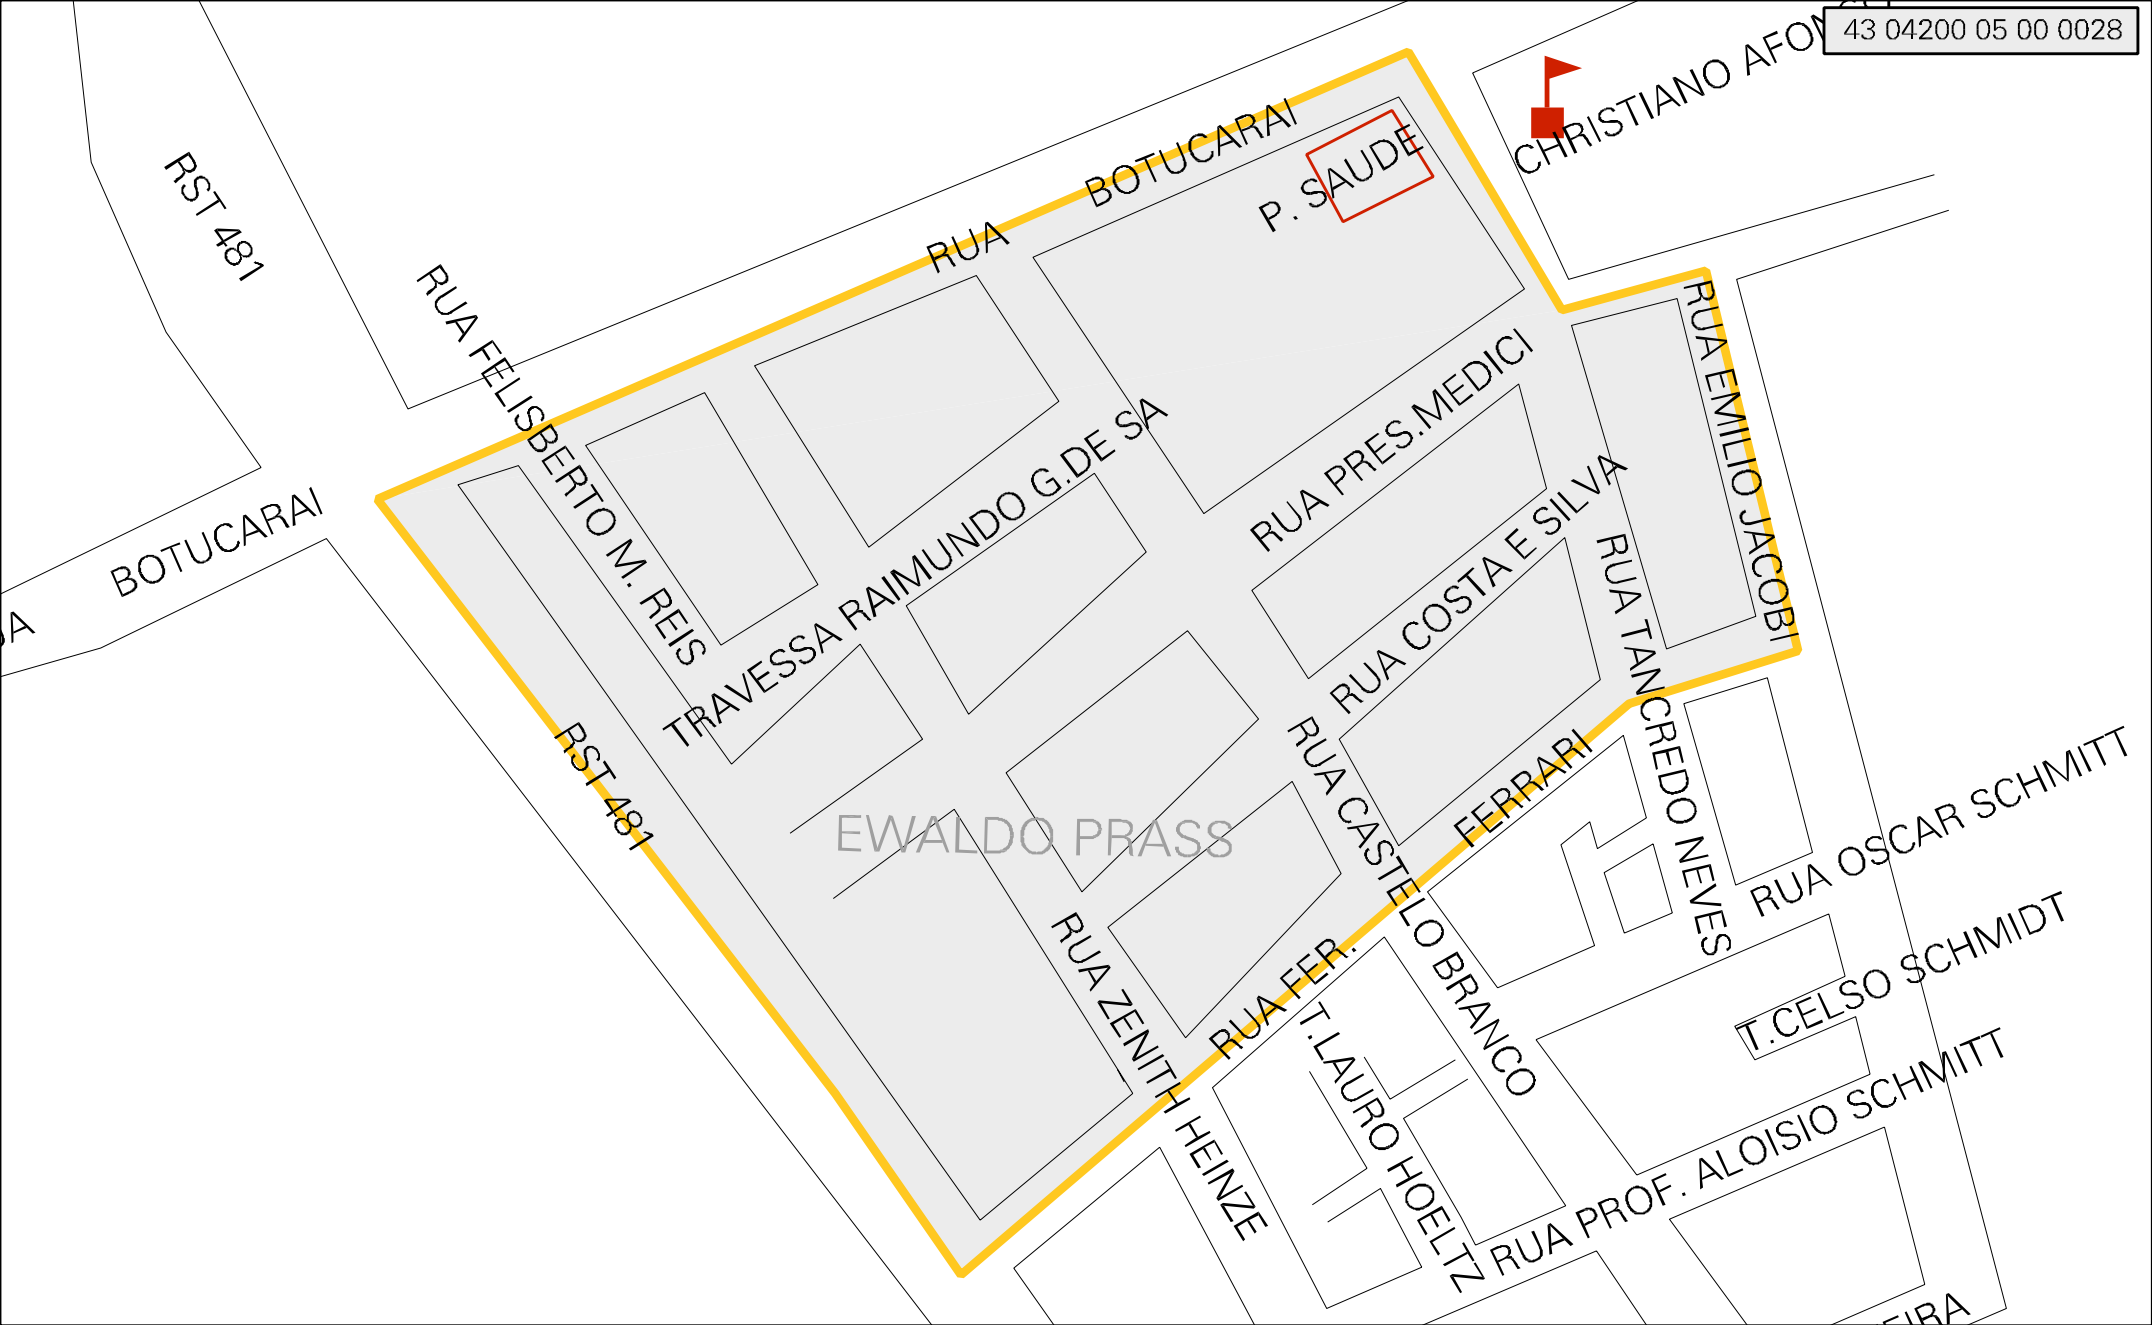 43 04200 05 00 0028
CHRISTIANO
RST 481
BOTUCARAI
RUA
P. SAUDE
RUA FELISBERTO M. REIS
RUA EMILIO JACOBI
RUA PRES.MEDICI
TRAVESSA RAIMUNDO G.DE SA
BOTUCARAI
RUA COSTA E SILVA
RUA TANCREDO NEVES
RST 481
EWALDO PRASS
RUA CASTELO BRANCO
FERRARI
RUA FER.
RUA OSCAR SCHMITT
RUA ZENITH HEINZE
T.LAURO HOELTZ
T.CELSO SCHMIDT
RUA PROF. ALOISIO SCHMITT